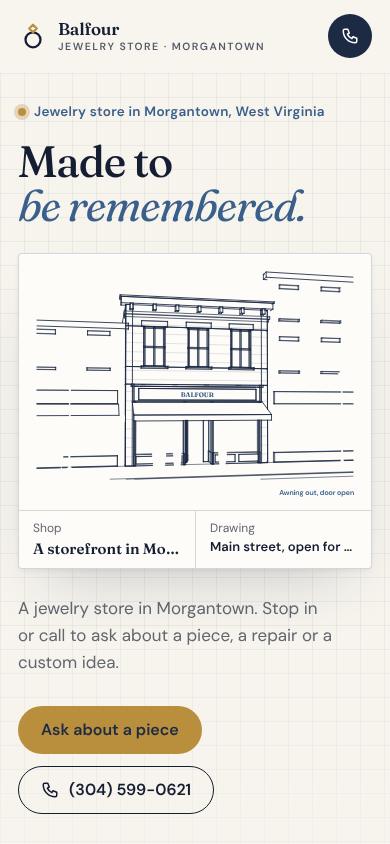 Balfour
JEWELRY STORE · MORGANTOWN
Jewelry store in Morgantown, West Virginia
Made to
be remembered.
BALFOUR
Awning out, door open
Shop
A storefront in Mo...
Drawing
Main street, open for ...
A jewelry store in Morgantown. Stop in
or call to ask about a piece, a repair or a
custom idea.
Ask about a piece
(304) 599-0621